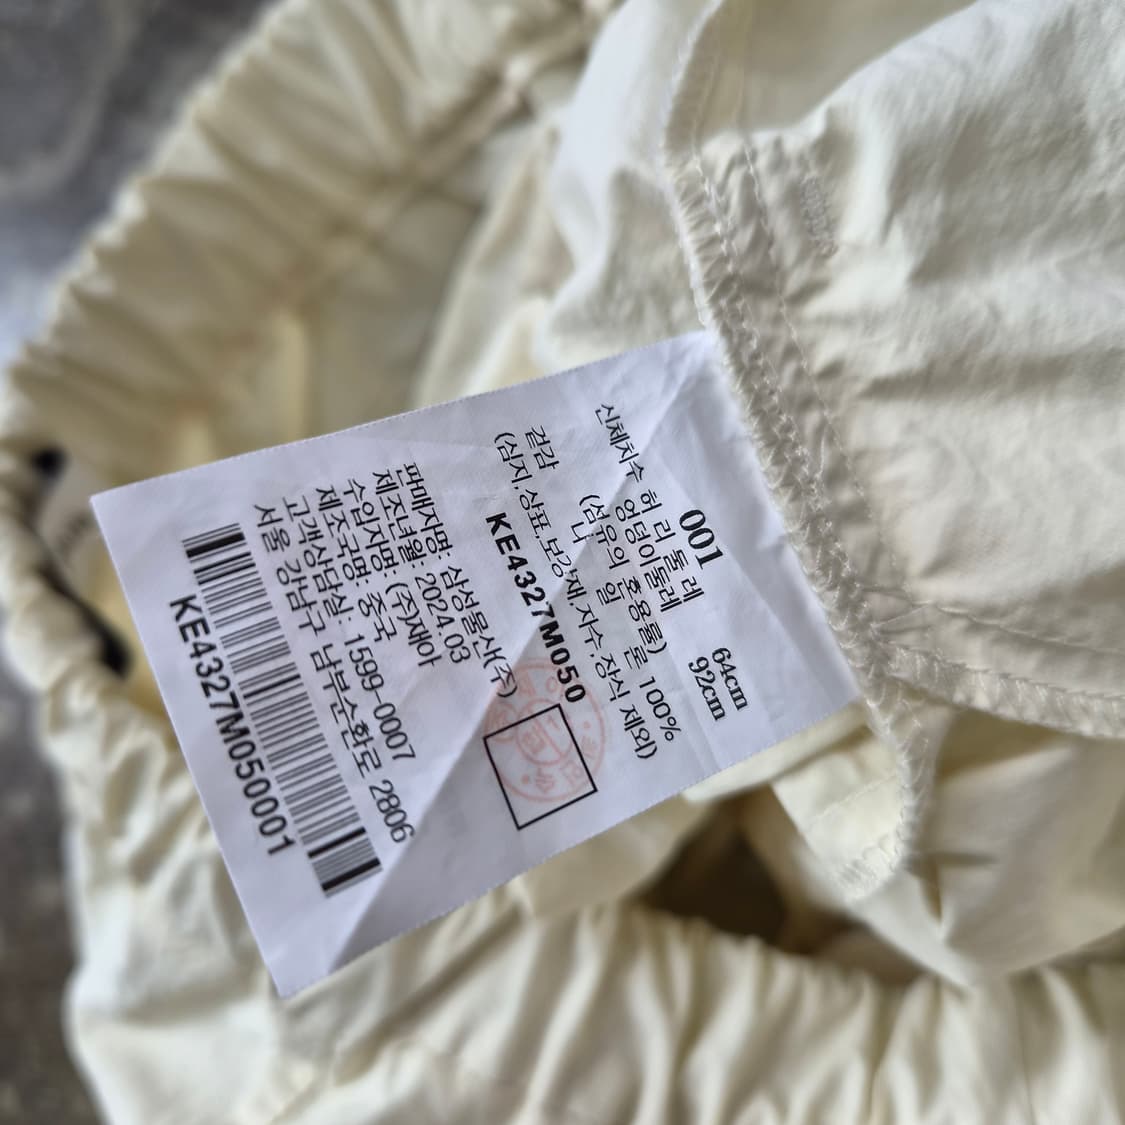 001
신체치수 허 리 둘 레 64cm
엉덩이둘레 92cm
(섬유의 혼용률)
겉감 나 일 론 100%
(심지,상표,보강재,자수,장식 제외)
KE4327M050
판매자명: 삼성물산(주)
제조년월: 2024.03
수입자명: (주)재아
제조국명: 중국
고객상담실: 1599-0007
서울 강남구 남부순환로 2806
KE4327M050001